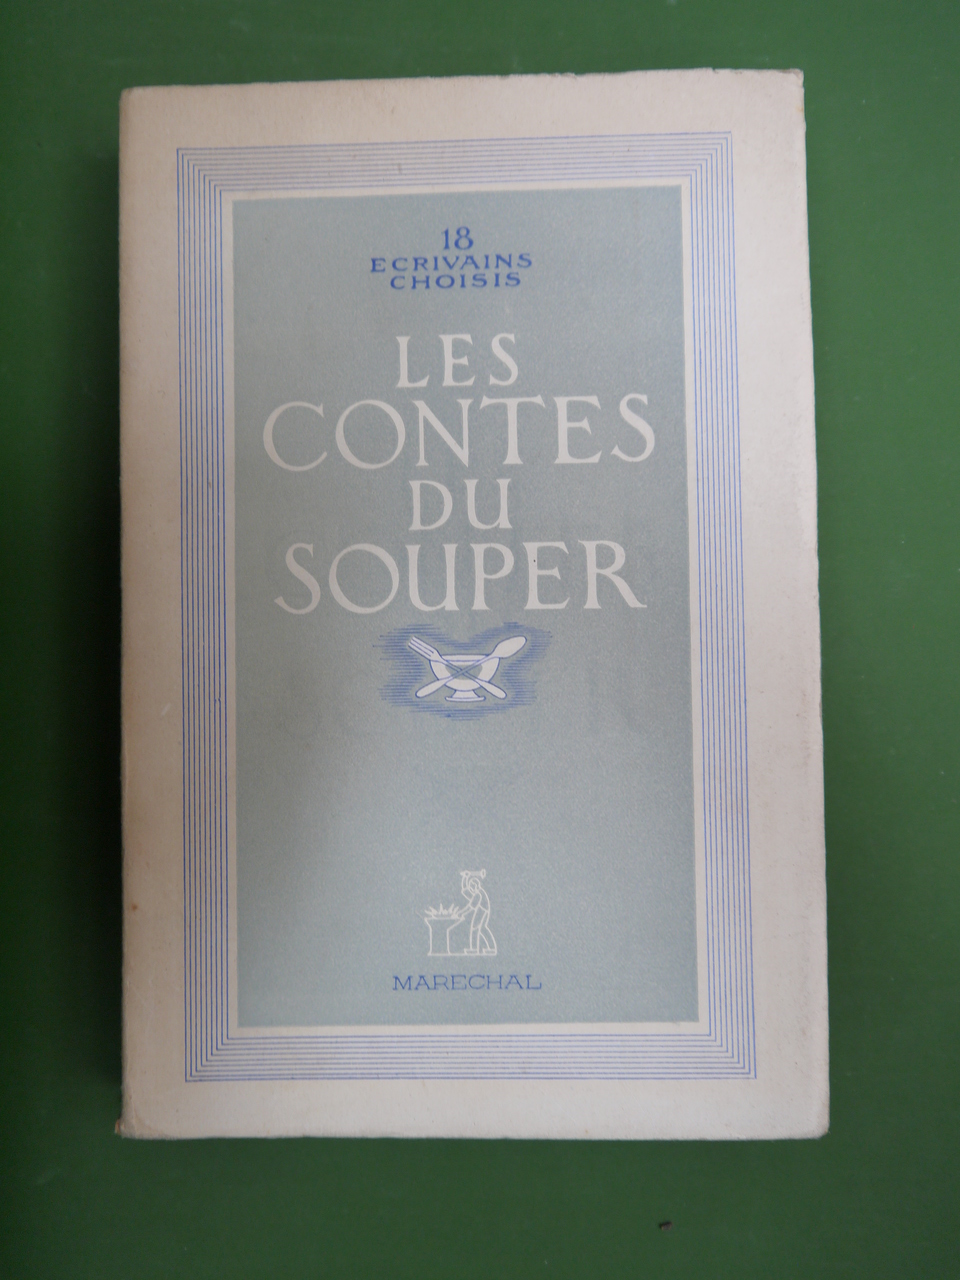 18
ECRIVAINS
CHOISIS
LES
CONTES
DU
SOUPER
MARECHAL